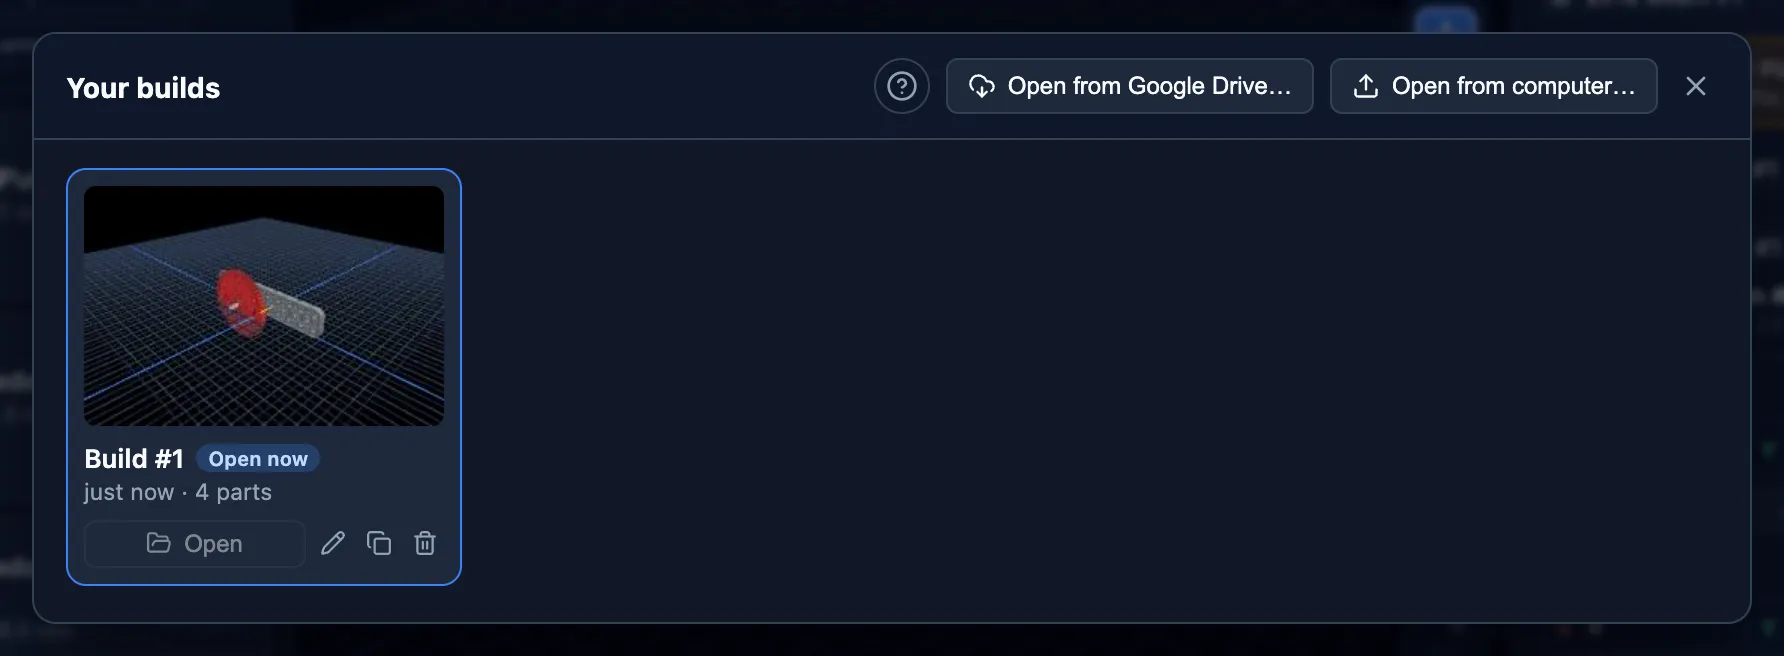 Your builds
Open from Google Drive…
Open from computer…
Build #1
Open now
just now · 4 parts
Open